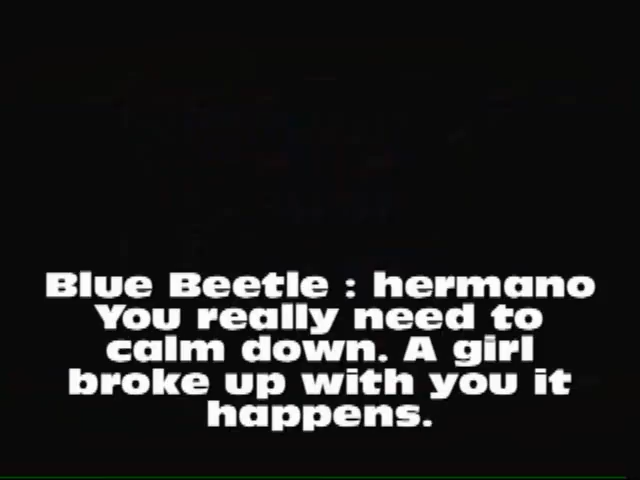 Blue Beetle : hermano
You really need to
calm down. A girl
broke up with you it
happens.